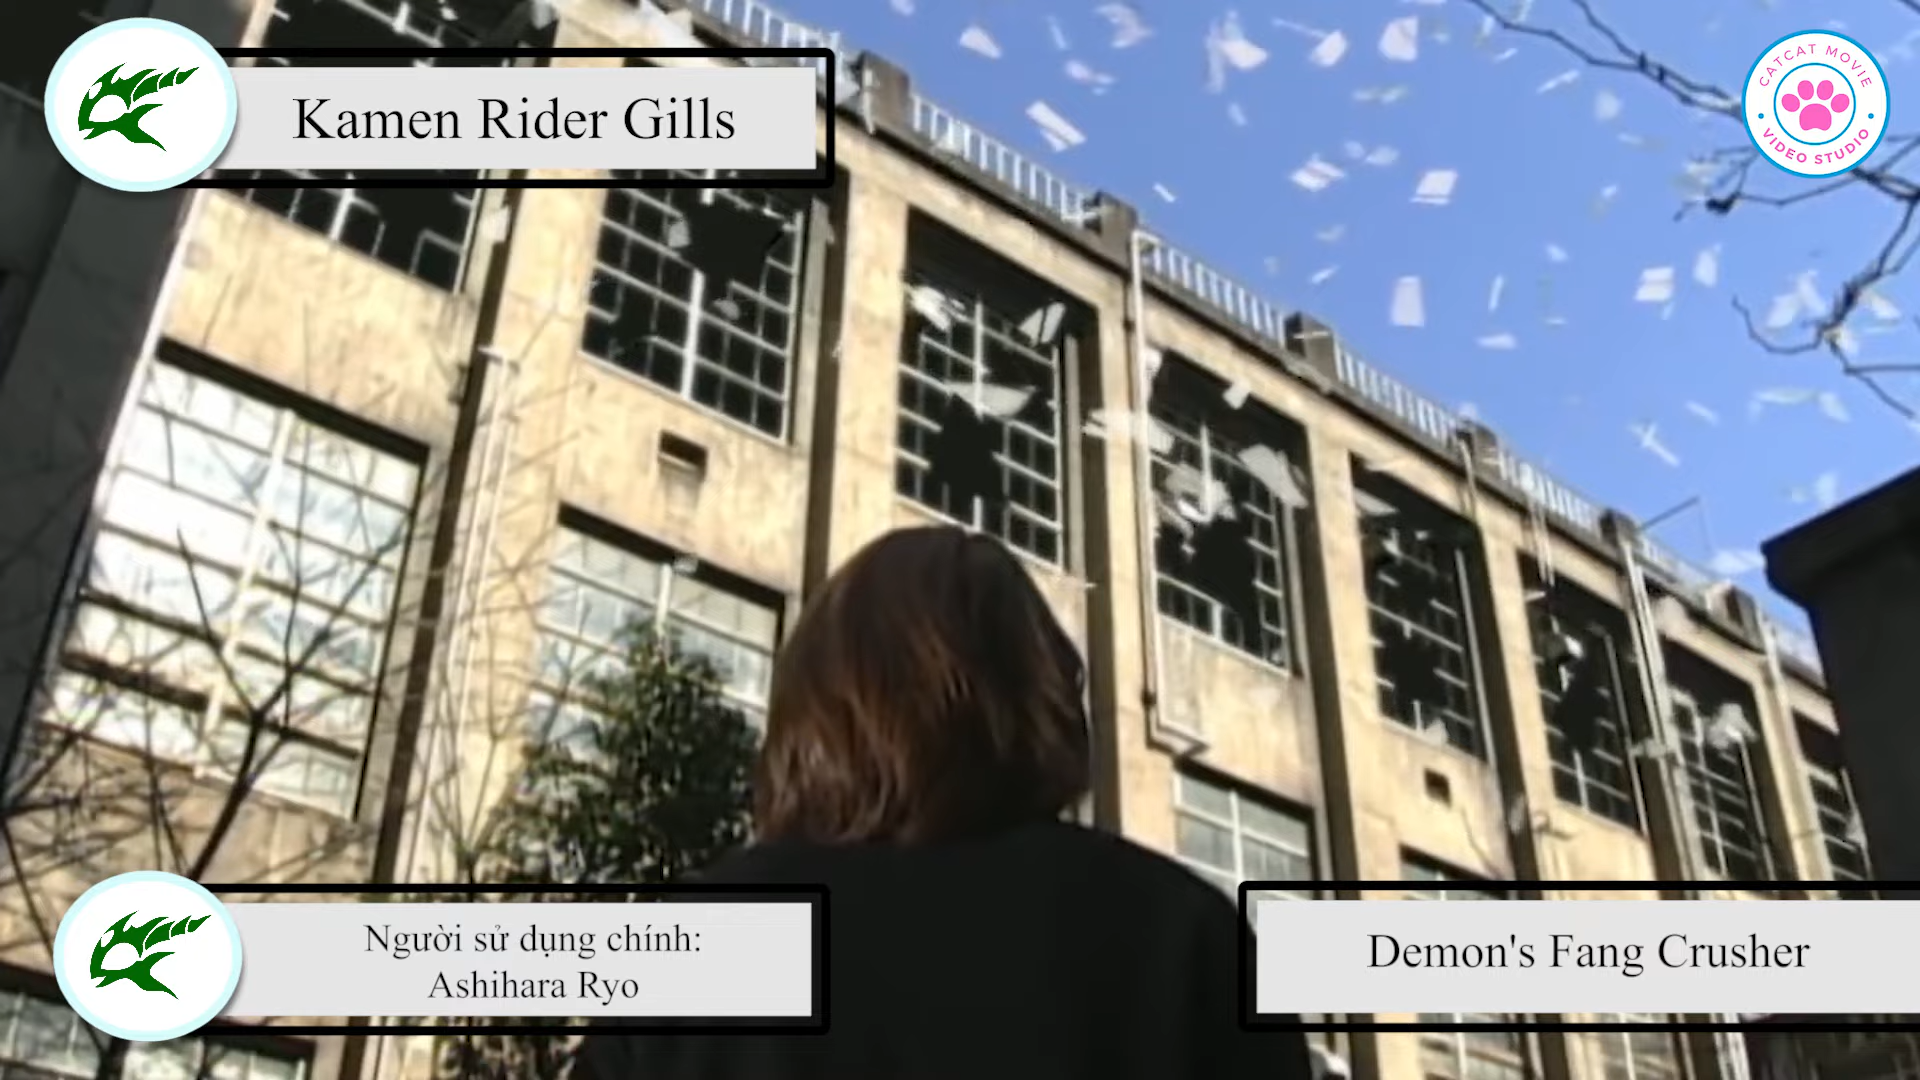 Kamen Rider Gills
CATCAT MOVIE
VIDEO STUDIO
Người sử dụng chính:
Ashihara Ryo
Demon's Fang Crusher